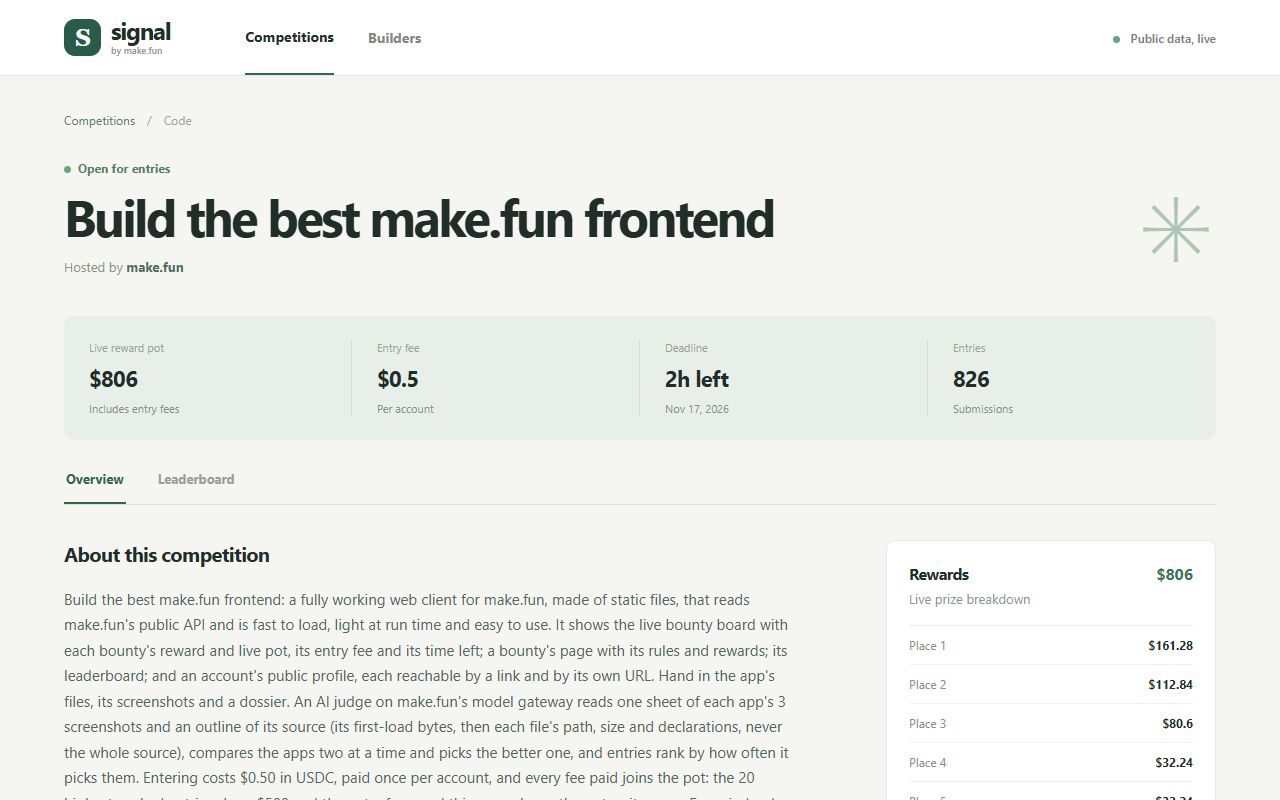 S
signal
by make.fun
Competitions
Builders
Public data, live
Competitions / Code
Open for entries
Build the best make.fun frontend
Hosted by make.fun
Live reward pot
$806
Includes entry fees
Entry fee
$0.5
Per account
Deadline
2h left
Nov 17, 2026
Entries
826
Submissions
Overview
Leaderboard
About this competition
Build the best make.fun frontend: a fully working web client for make.fun, made of static files, that reads
make.fun's public API and is fast to load, light at run time and easy to use. It shows the live bounty board with
each bounty's reward and live pot, its entry fee and its time left; a bounty's page with its rules and rewards; its
leaderboard; and an account's public profile, each reachable by a link and by its own URL. Hand in the app's
files, its screenshots and a dossier. An AI judge on make.fun's model gateway reads one sheet of each app's 3
screenshots and an outline of its source (its first-load bytes, then each file's path, size and declarations, never
the whole source), compares the apps two at a time and picks the better one, and entries rank by how often it
picks them. Entering costs $0.50 in USDC, paid once per account, and every fee paid joins the pot: the 20
Rewards
$806
Live prize breakdown
Place 1 $161.28
Place 2 $112.84
Place 3 $80.6
Place 4 $32.24